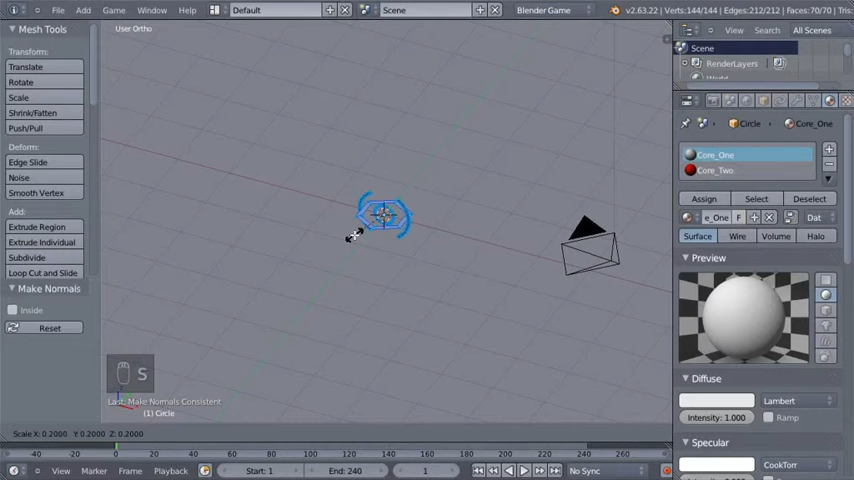 File Add Game Window Help Default Scene Blender Game v2.63.22 | Verts:144/144 | Edges:212/212 | Faces:70/70
Mesh Tools
Transform:
Translate
Rotate
Scale
Shrink/Fatten
Push/Pull
Deform:
Edge Slide
Noise
Smooth Vertex
Add:
Extrude Region
Extrude Individual
Subdivide
Loop Cut and Slide
Make Normals
Inside
Reset
User Ortho
S
Last: Make Normals Consistent
(1) Circle
Scale X: 0.2000 Y: 0.2000 Z: 0.2000
-40 -20 0 20 40 60 80 100 120 140 160 180 200 220 240 260
View Marker Frame Playback Start: 1 End: 240 1 No Sync
View Search All Scenes
Scene
RenderLayers
Circle Core_One
Core_One
Core_Two
Assign Select Deselect
e_One F Dat
Surface Wire Volume Halo
Preview
Diffuse
Lambert
Intensity: 1.000 Ramp
Specular
CookTorr